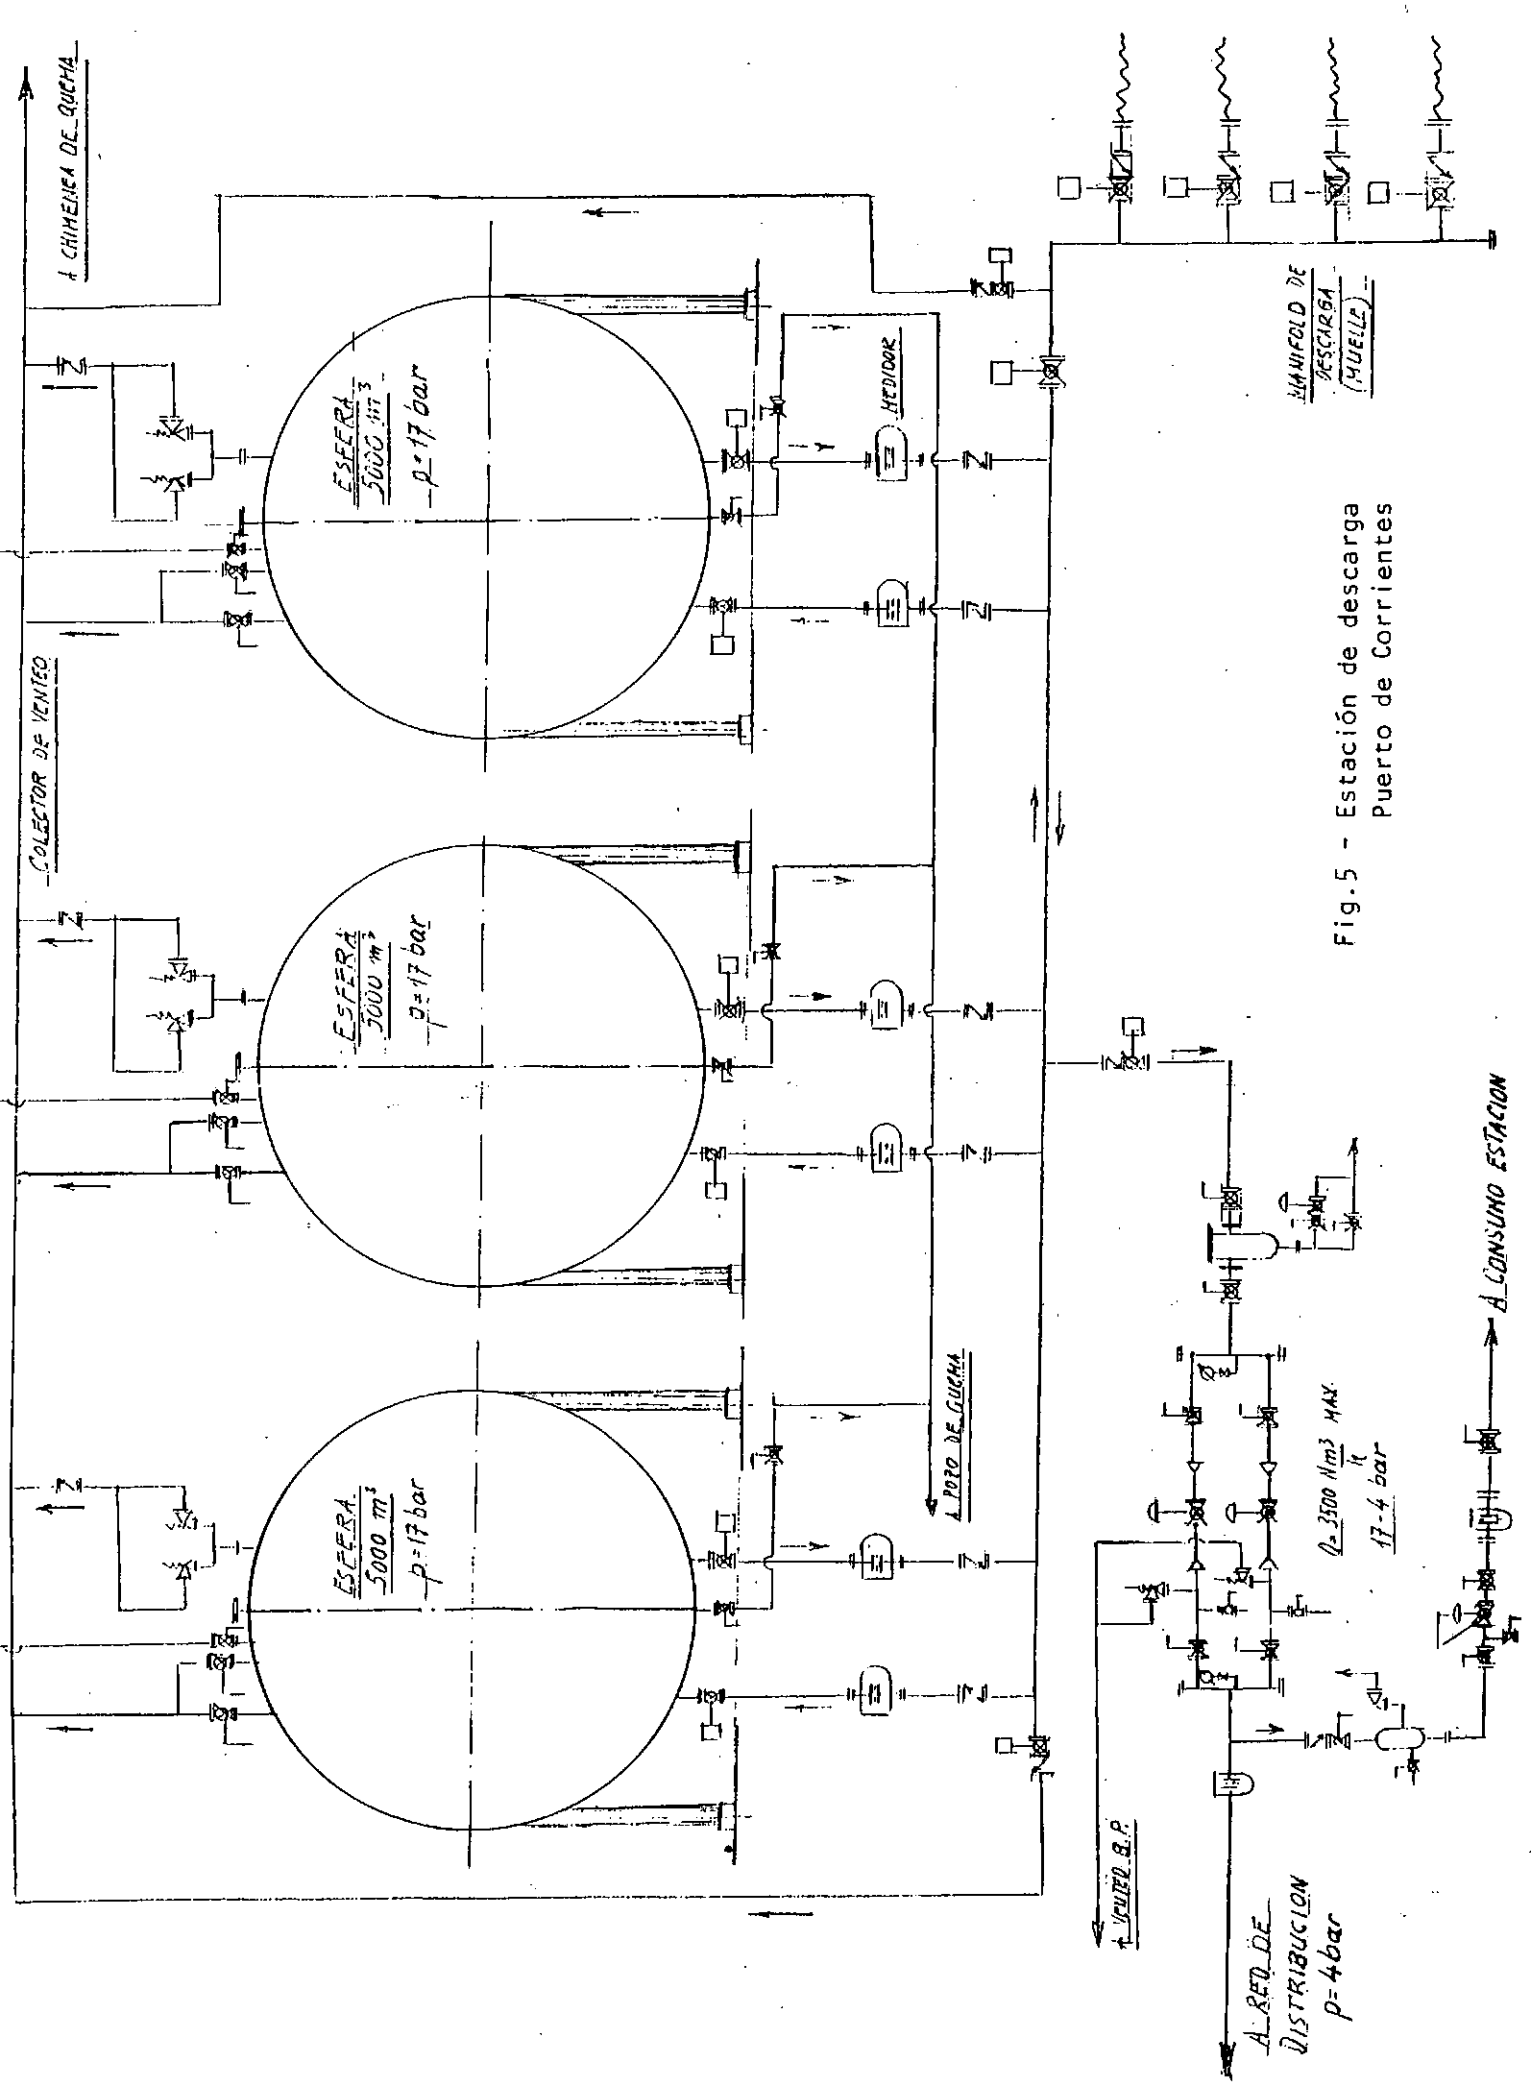 A CHIMENEA DE QUEMA
COLECTOR DE VENTEO
ESFERA
5000 m³
p=17 bar
ESFERA
5000 m³
p=17 bar
ESFERA
5000 m³
p=17 bar
MEDIDOR
A POZO DE QUEMA
MANIFOLD DE
DESCARGA
(MUELLE)
A VENTEO B.P.
Q=3500 Nm³ MAX.
h
17-4 bar
A CONSUMO ESTACION
A RED DE
DISTRIBUCION
p=4bar
Fig.5 - Estación de descarga
Puerto de Corrientes